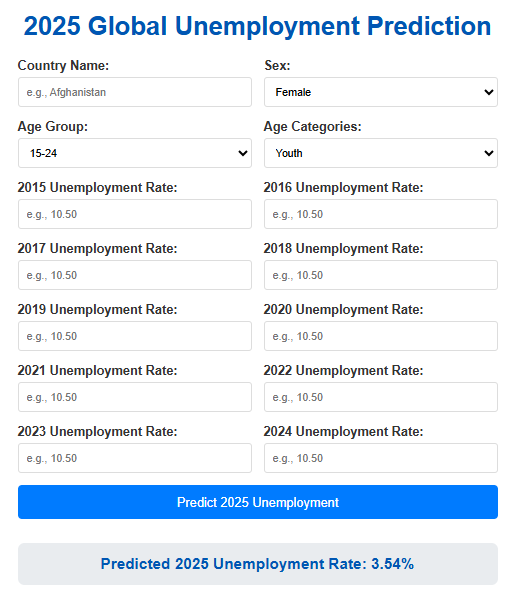 2025 Global Unemployment Prediction
Country Name: Sex:
e.g., Afghanistan Female
Age Group: Age Categories:
15-24 Youth
2015 Unemployment Rate: 2016 Unemployment Rate:
e.g., 10.50 e.g., 10.50
2017 Unemployment Rate: 2018 Unemployment Rate:
e.g., 10.50 e.g., 10.50
2019 Unemployment Rate: 2020 Unemployment Rate:
e.g., 10.50 e.g., 10.50
2021 Unemployment Rate: 2022 Unemployment Rate:
e.g., 10.50 e.g., 10.50
2023 Unemployment Rate: 2024 Unemployment Rate:
e.g., 10.50 e.g., 10.50
Predict 2025 Unemployment
Predicted 2025 Unemployment Rate: 3.54%